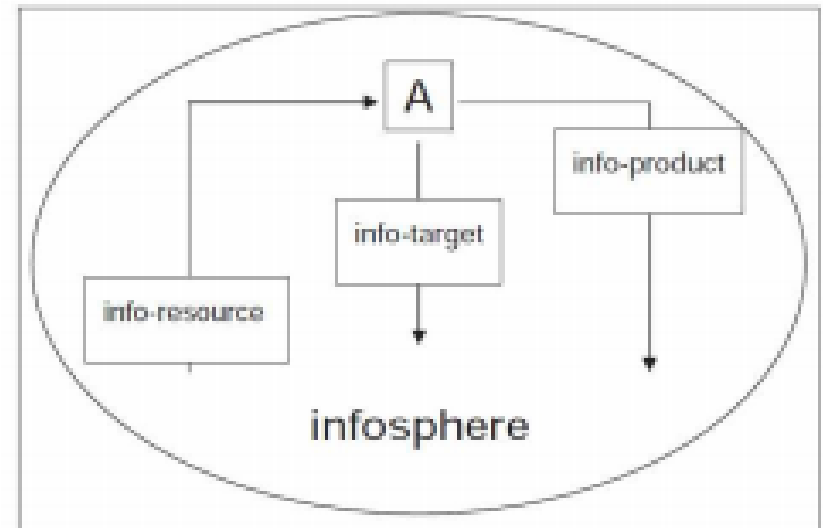 A
info-product
info-target
info-resource
infosphere